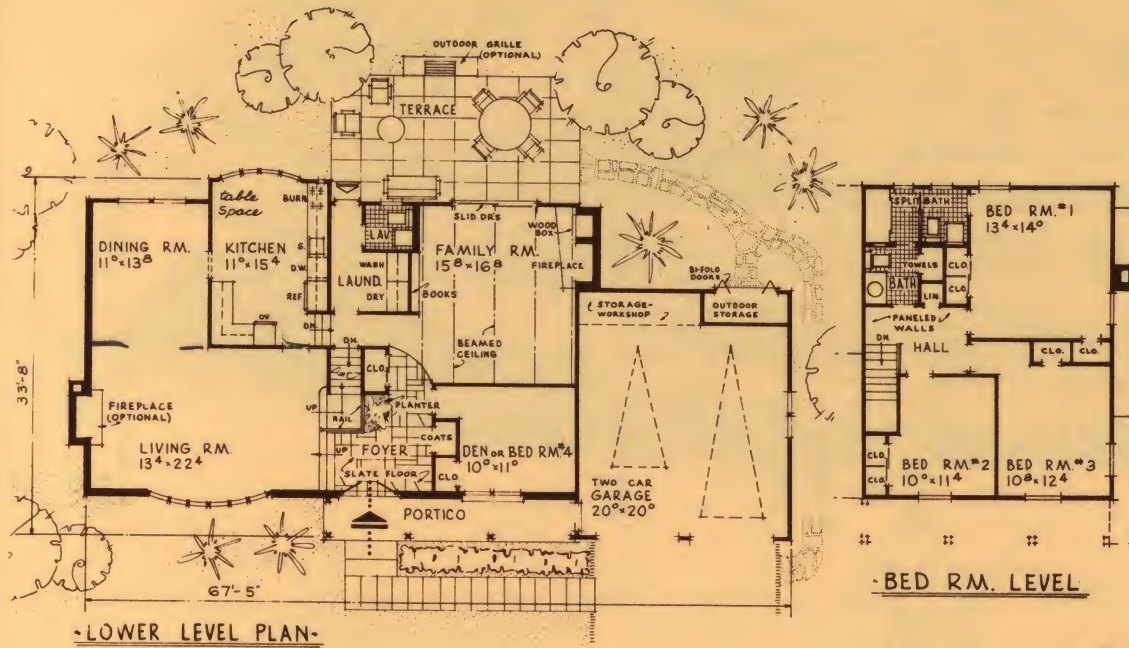 OUTDOOR GRILLE
(OPTIONAL)
TERRACE
table
Space
BURN
S.
D.W.
REF.
OV
DN.
DINING RM.
11⁰×13⁸
KITCHEN
11⁰×15⁴
LAV.
WASH
LAUND.
DRY
BOOKS
SLID. DR'S
FAMILY RM.
15⁸×16⁸
WOOD
BOX
FIREPLACE
BEAMED
CEILING
BI-FOLD
DOORS
STORAGE-
WORKSHOP
OUTDOOR
STORAGE
33'-8"
FIREPLACE
(OPTIONAL)
LIVING RM.
13⁴×22⁴
DN.
CLO.
UP
RAIL
PLANTER
UP
FOYER
SLATE FLOOR
COATS
CLO.
DEN OR BED RM.#4
10⁰×11⁰
TWO CAR
GARAGE
20⁰×20⁰
PORTICO
67'-5"
-LOWER LEVEL PLAN-
SPLIT BATH
BED RM.#1
13⁴×14⁰
TOWELS
CLO.
BATH
LIN.
CLO.
PANELED
WALLS
DN.
HALL
CLO.
CLO.
CLO.
CLO.
BED RM.#2
10⁰×11⁴
BED RM.#3
10⁸×12⁴
-BED RM. LEVEL